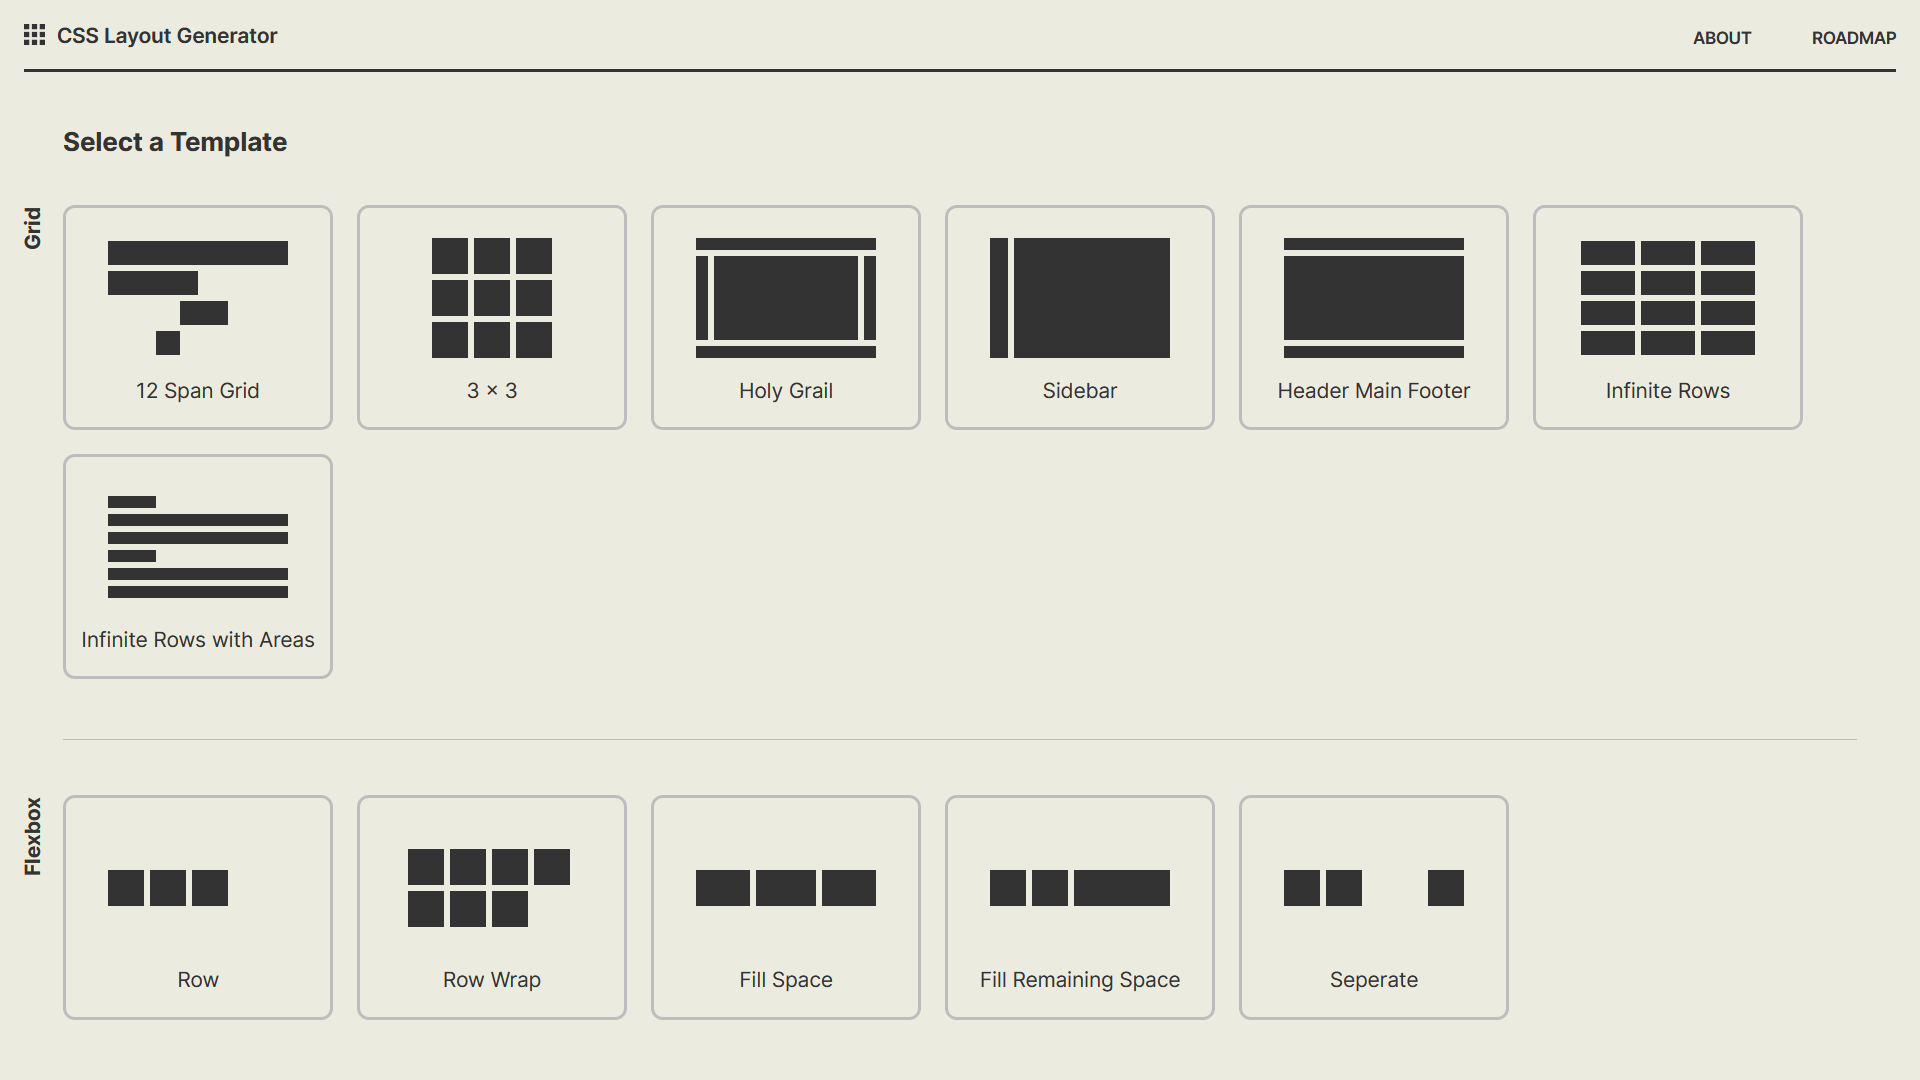 CSS Layout Generator
ABOUT
ROADMAP
Select a Template
Grid
12 Span Grid
3 × 3
Holy Grail
Sidebar
Header Main Footer
Infinite Rows
Infinite Rows with Areas
Flexbox
Row
Row Wrap
Fill Space
Fill Remaining Space
Seperate